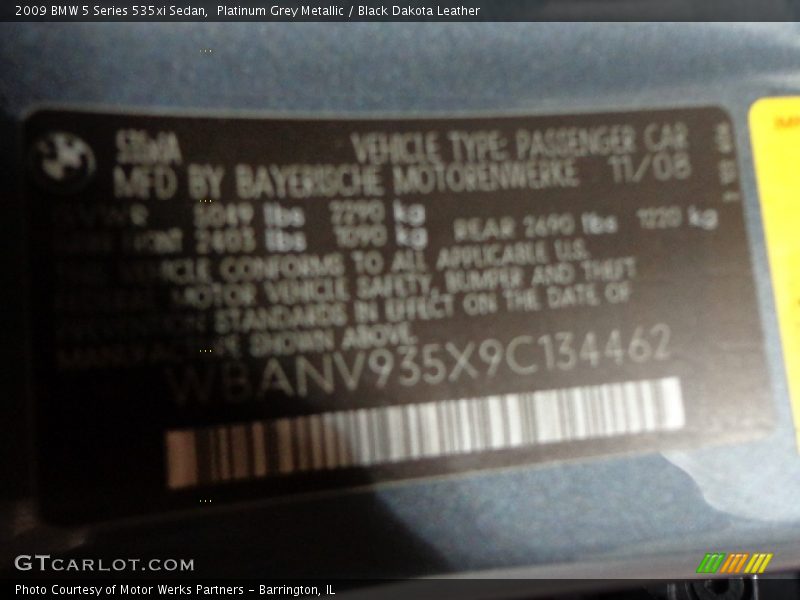 2009 BMW 5 Series 535xi Sedan,  Platinum Grey Metallic / Black Dakota Leather
VEHICLE TYPE: PASSENGER CAR
MFD BY BAYERISCHE MOTORENWERKE 11/08
5049 lbs 2290 kg
2403 lbs 1090 kg REAR 2690 lbs 1220 kg
VEHICLE CONFORMS TO ALL APPLICABLE U.S.
MOTOR VEHICLE SAFETY, BUMPER AND THEFT
STANDARDS IN EFFECT ON THE DATE OF
SHOWN ABOVE.
WBANV935X9C134462
GTCARLOT.COM
Photo Courtesy of Motor Werks Partners - Barrington, IL